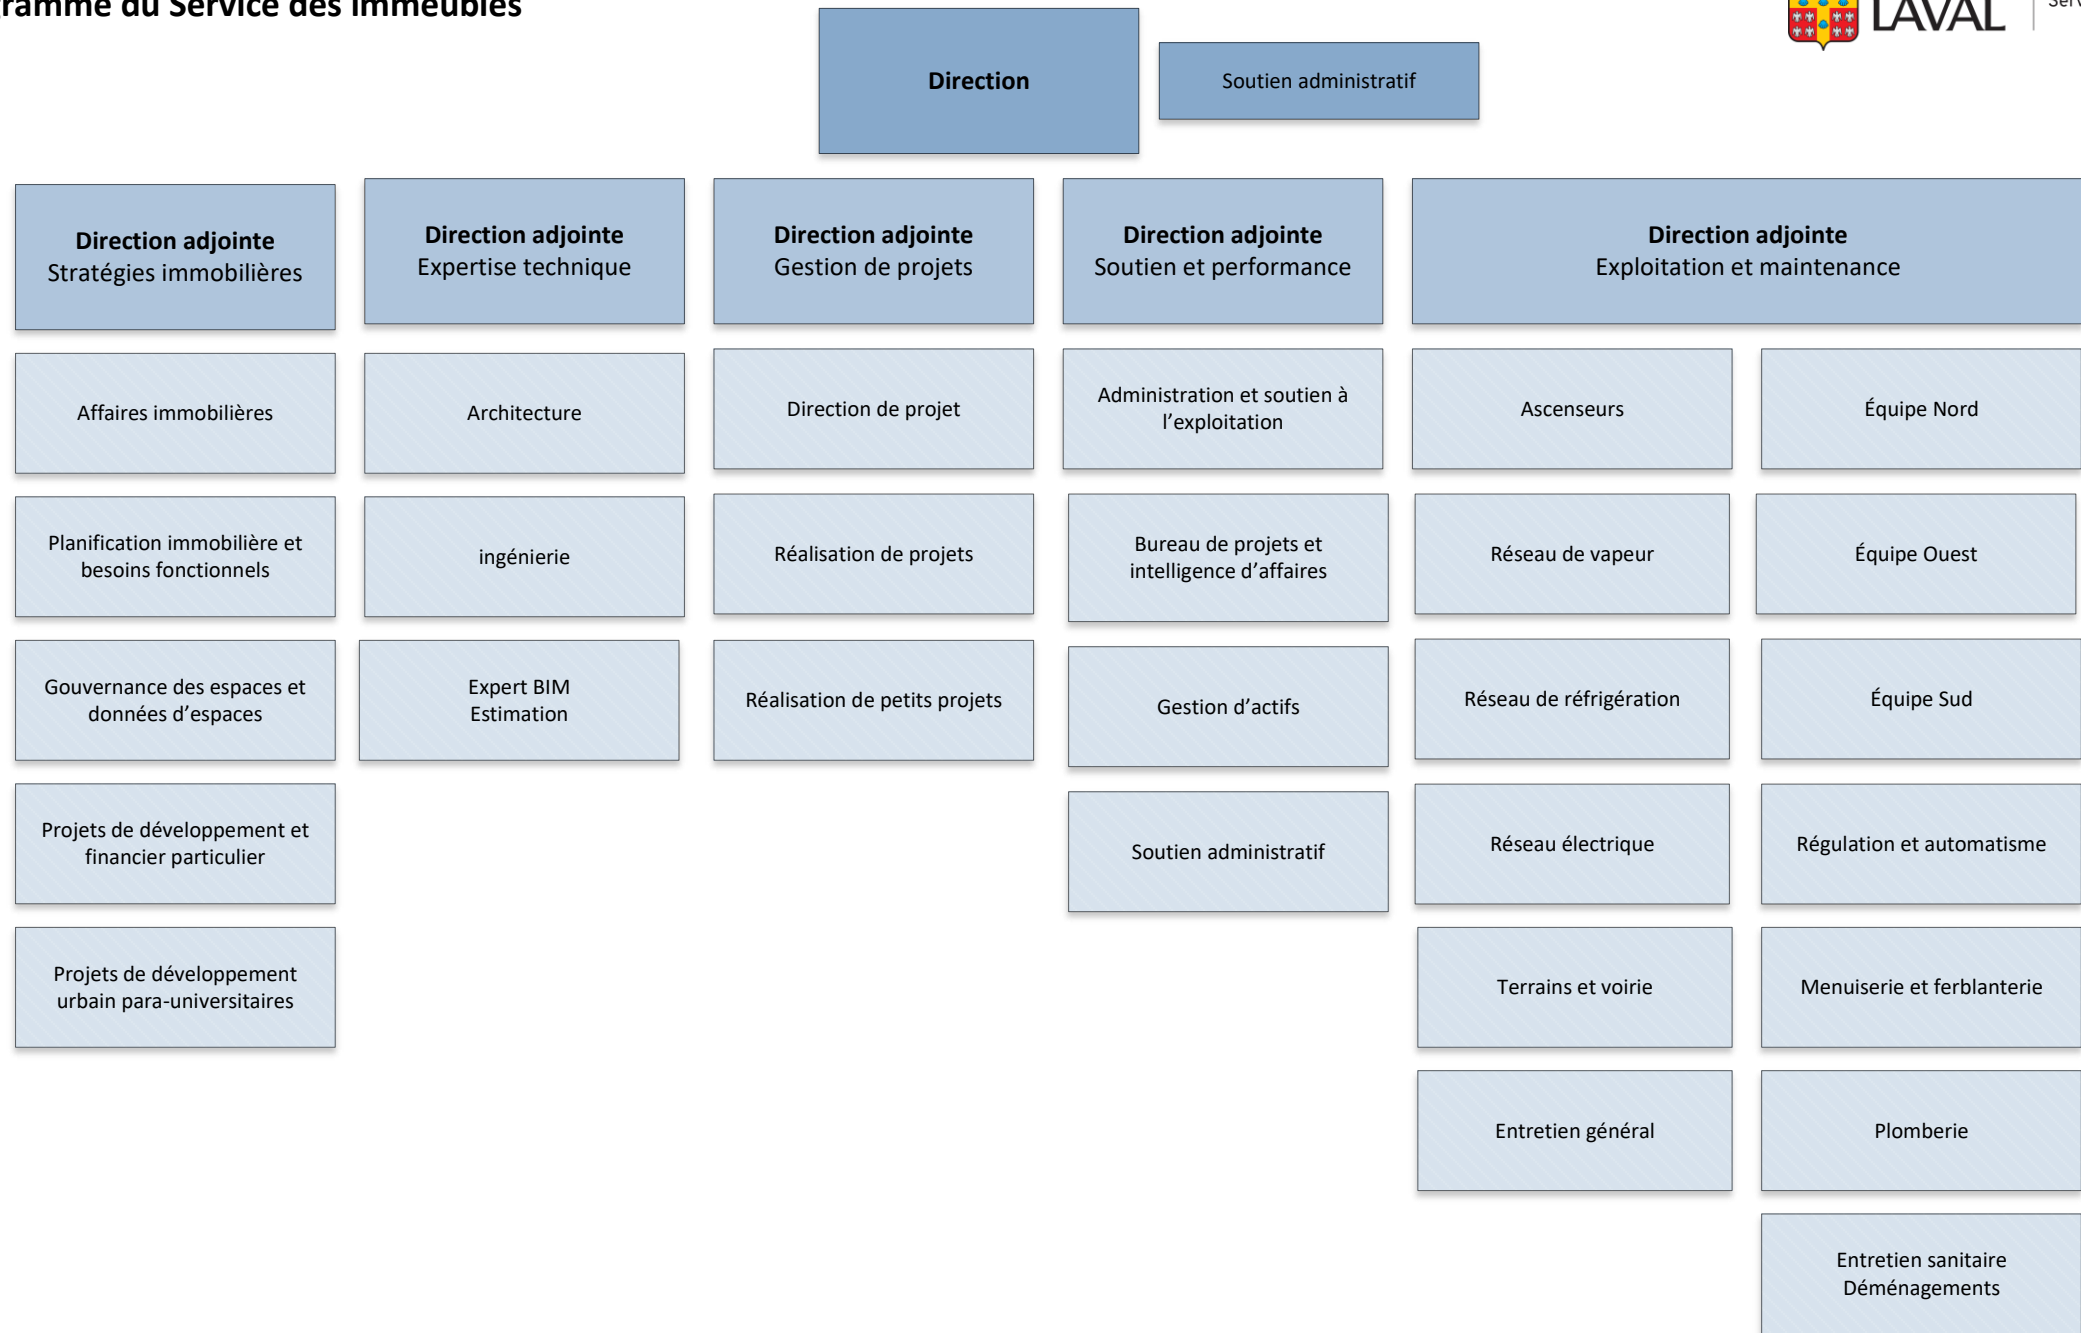 gramme du Service des immeubles
LAVAL
Serv
Direction
Soutien administratif
Direction adjointe
Stratégies immobilières
Direction adjointe
Expertise technique
Direction adjointe
Gestion de projets
Direction adjointe
Soutien et performance
Direction adjointe
Exploitation et maintenance
Affaires immobilières
Planification immobilière et
besoins fonctionnels
Gouvernance des espaces et
données d’espaces
Projets de développement et
financier particulier
Projets de développement
urbain para-universitaires
Architecture
ingénierie
Expert BIM
Estimation
Direction de projet
Réalisation de projets
Réalisation de petits projets
Administration et soutien à
l’exploitation
Bureau de projets et
intelligence d’affaires
Gestion d’actifs
Soutien administratif
Ascenseurs
Réseau de vapeur
Réseau de réfrigération
Réseau électrique
Terrains et voirie
Entretien général
Équipe Nord
Équipe Ouest
Équipe Sud
Régulation et automatisme
Menuiserie et ferblanterie
Plomberie
Entretien sanitaire
Déménagements